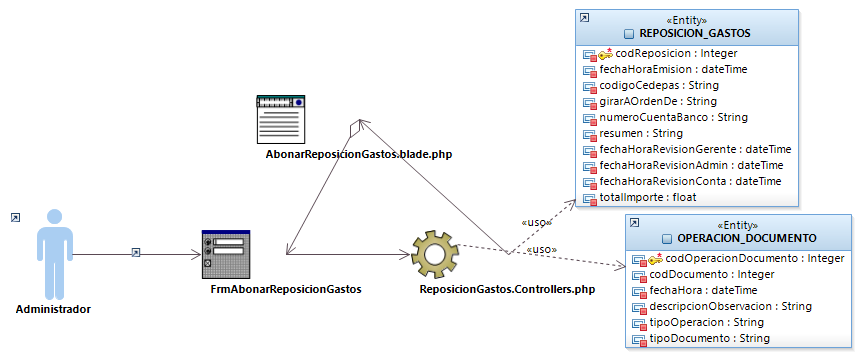 «Entity»
REPOSICION_GASTOS
codReposicion : Integer
fechaHoraEmision : dateTime
codigoCedepas : String
girarAOrdenDe : String
numeroCuentaBanco : String
resumen : String
fechaHoraRevisionGerente : dateTime
fechaHoraRevisionAdmin : dateTime
fechaHoraRevisionConta : dateTime
totalImporte : float
AbonarReposicionGastos.blade.php
«uso»
«uso»
«Entity»
OPERACION_DOCUMENTO
codOperacionDocumento : Integer
codDocumento : Integer
fechaHora : dateTime
descripcionObservacion : String
tipoOperacion : String
tipoDocumento : String
Administrador
FrmAbonarReposicionGastos
ReposicionGastos.Controllers.php